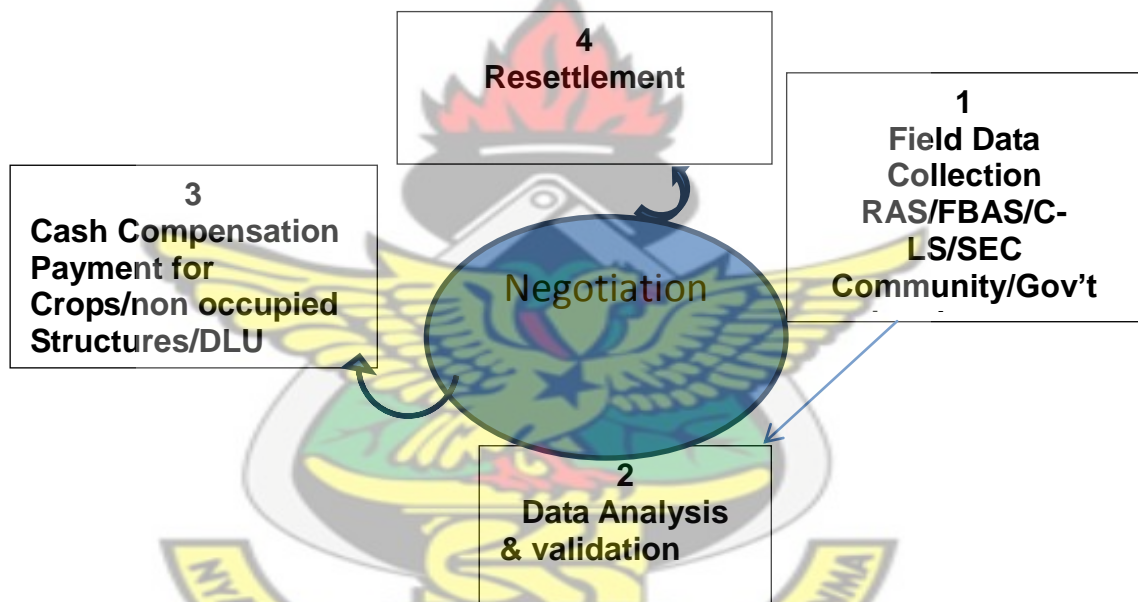 4
Resettlement
1
Field Data
Collection
RAS/FBAS/C-
LS/SEC
Community/Gov’t
3
Cash Compensation
Payment for
Crops/non occupied
Structures/DLU
Negotiation
2
Data Analysis
& validation